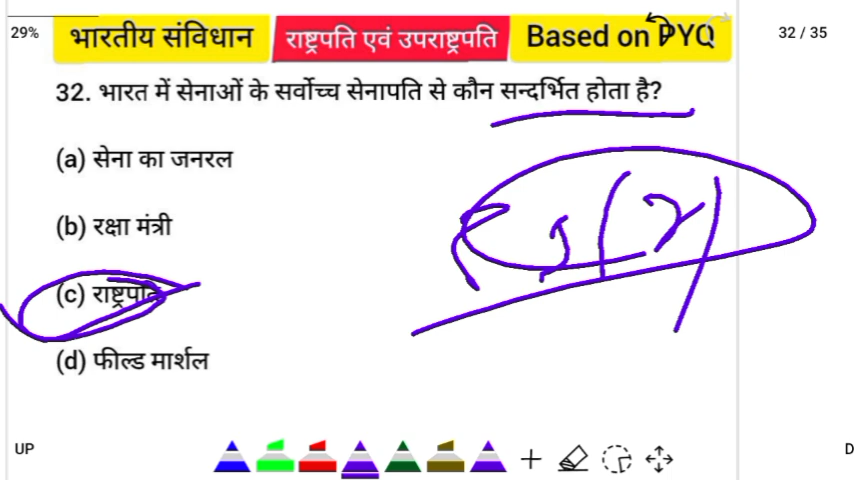 29%
भारतीय संविधान राष्ट्रपति एवं उपराष्ट्रपति Based on PYQ
32 / 35
32. भारत में सेनाओं के सर्वोच्च सेनापति से कौन सन्दर्भित होता है?
(a) सेना का जनरल
(b) रक्षा मंत्री
(c) राष्ट्रपति
(d) फील्ड मार्शल
UP
D